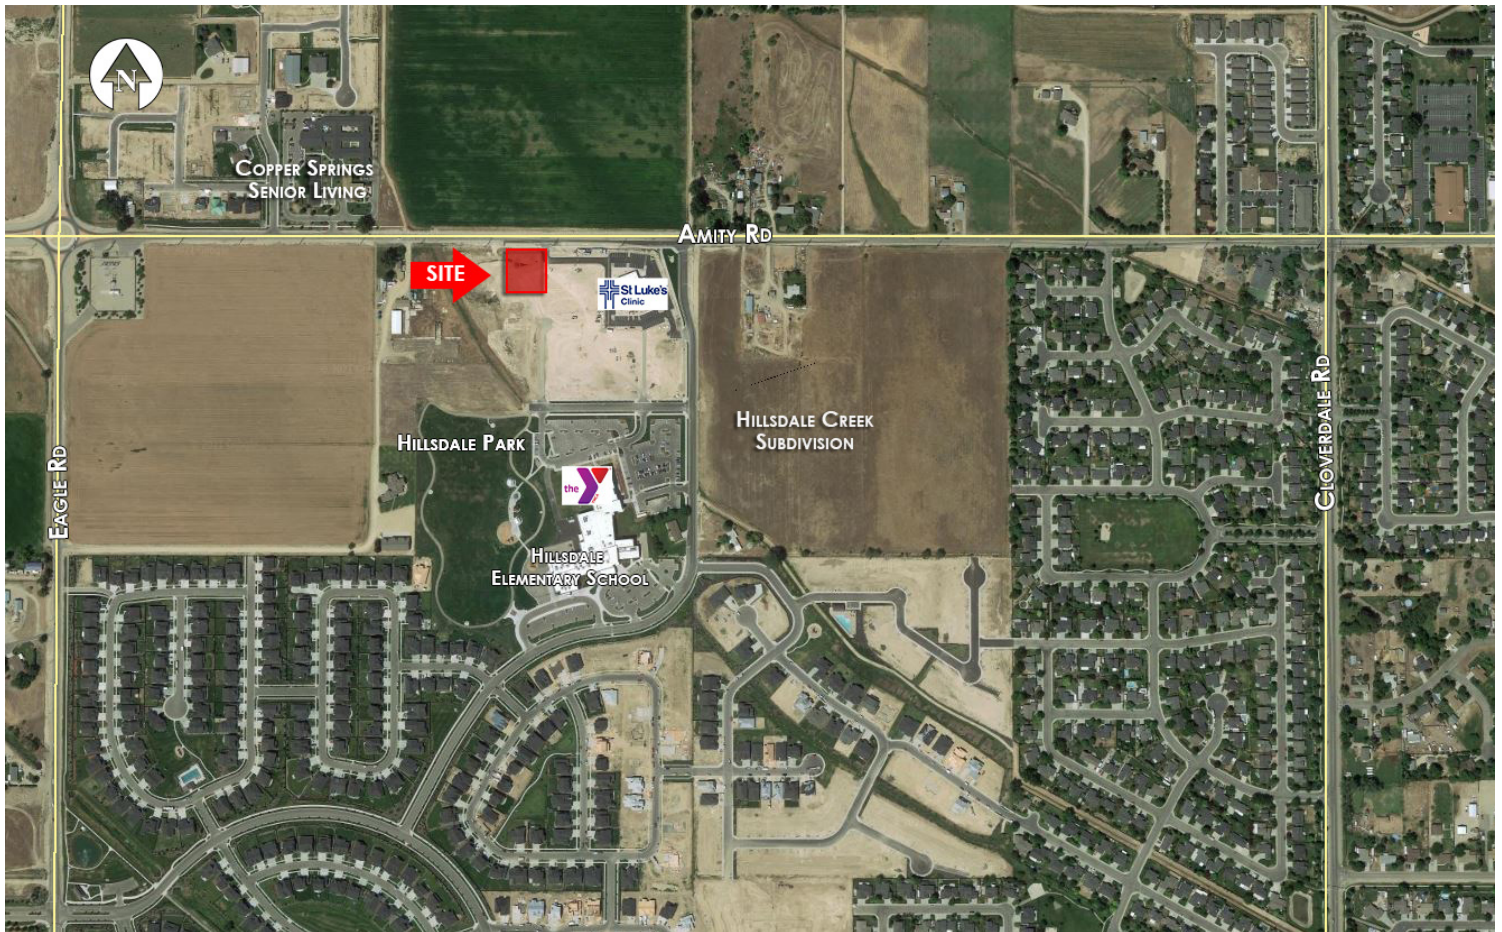 N
Copper Springs
Senior Living
Amity Rd
SITE
St Luke's
Clinic
Hillsdale Park
Hillsdale Creek
Subdivision
Eagle Rd
Cloverdale Rd
the Y
Hillsdale
Elementary School